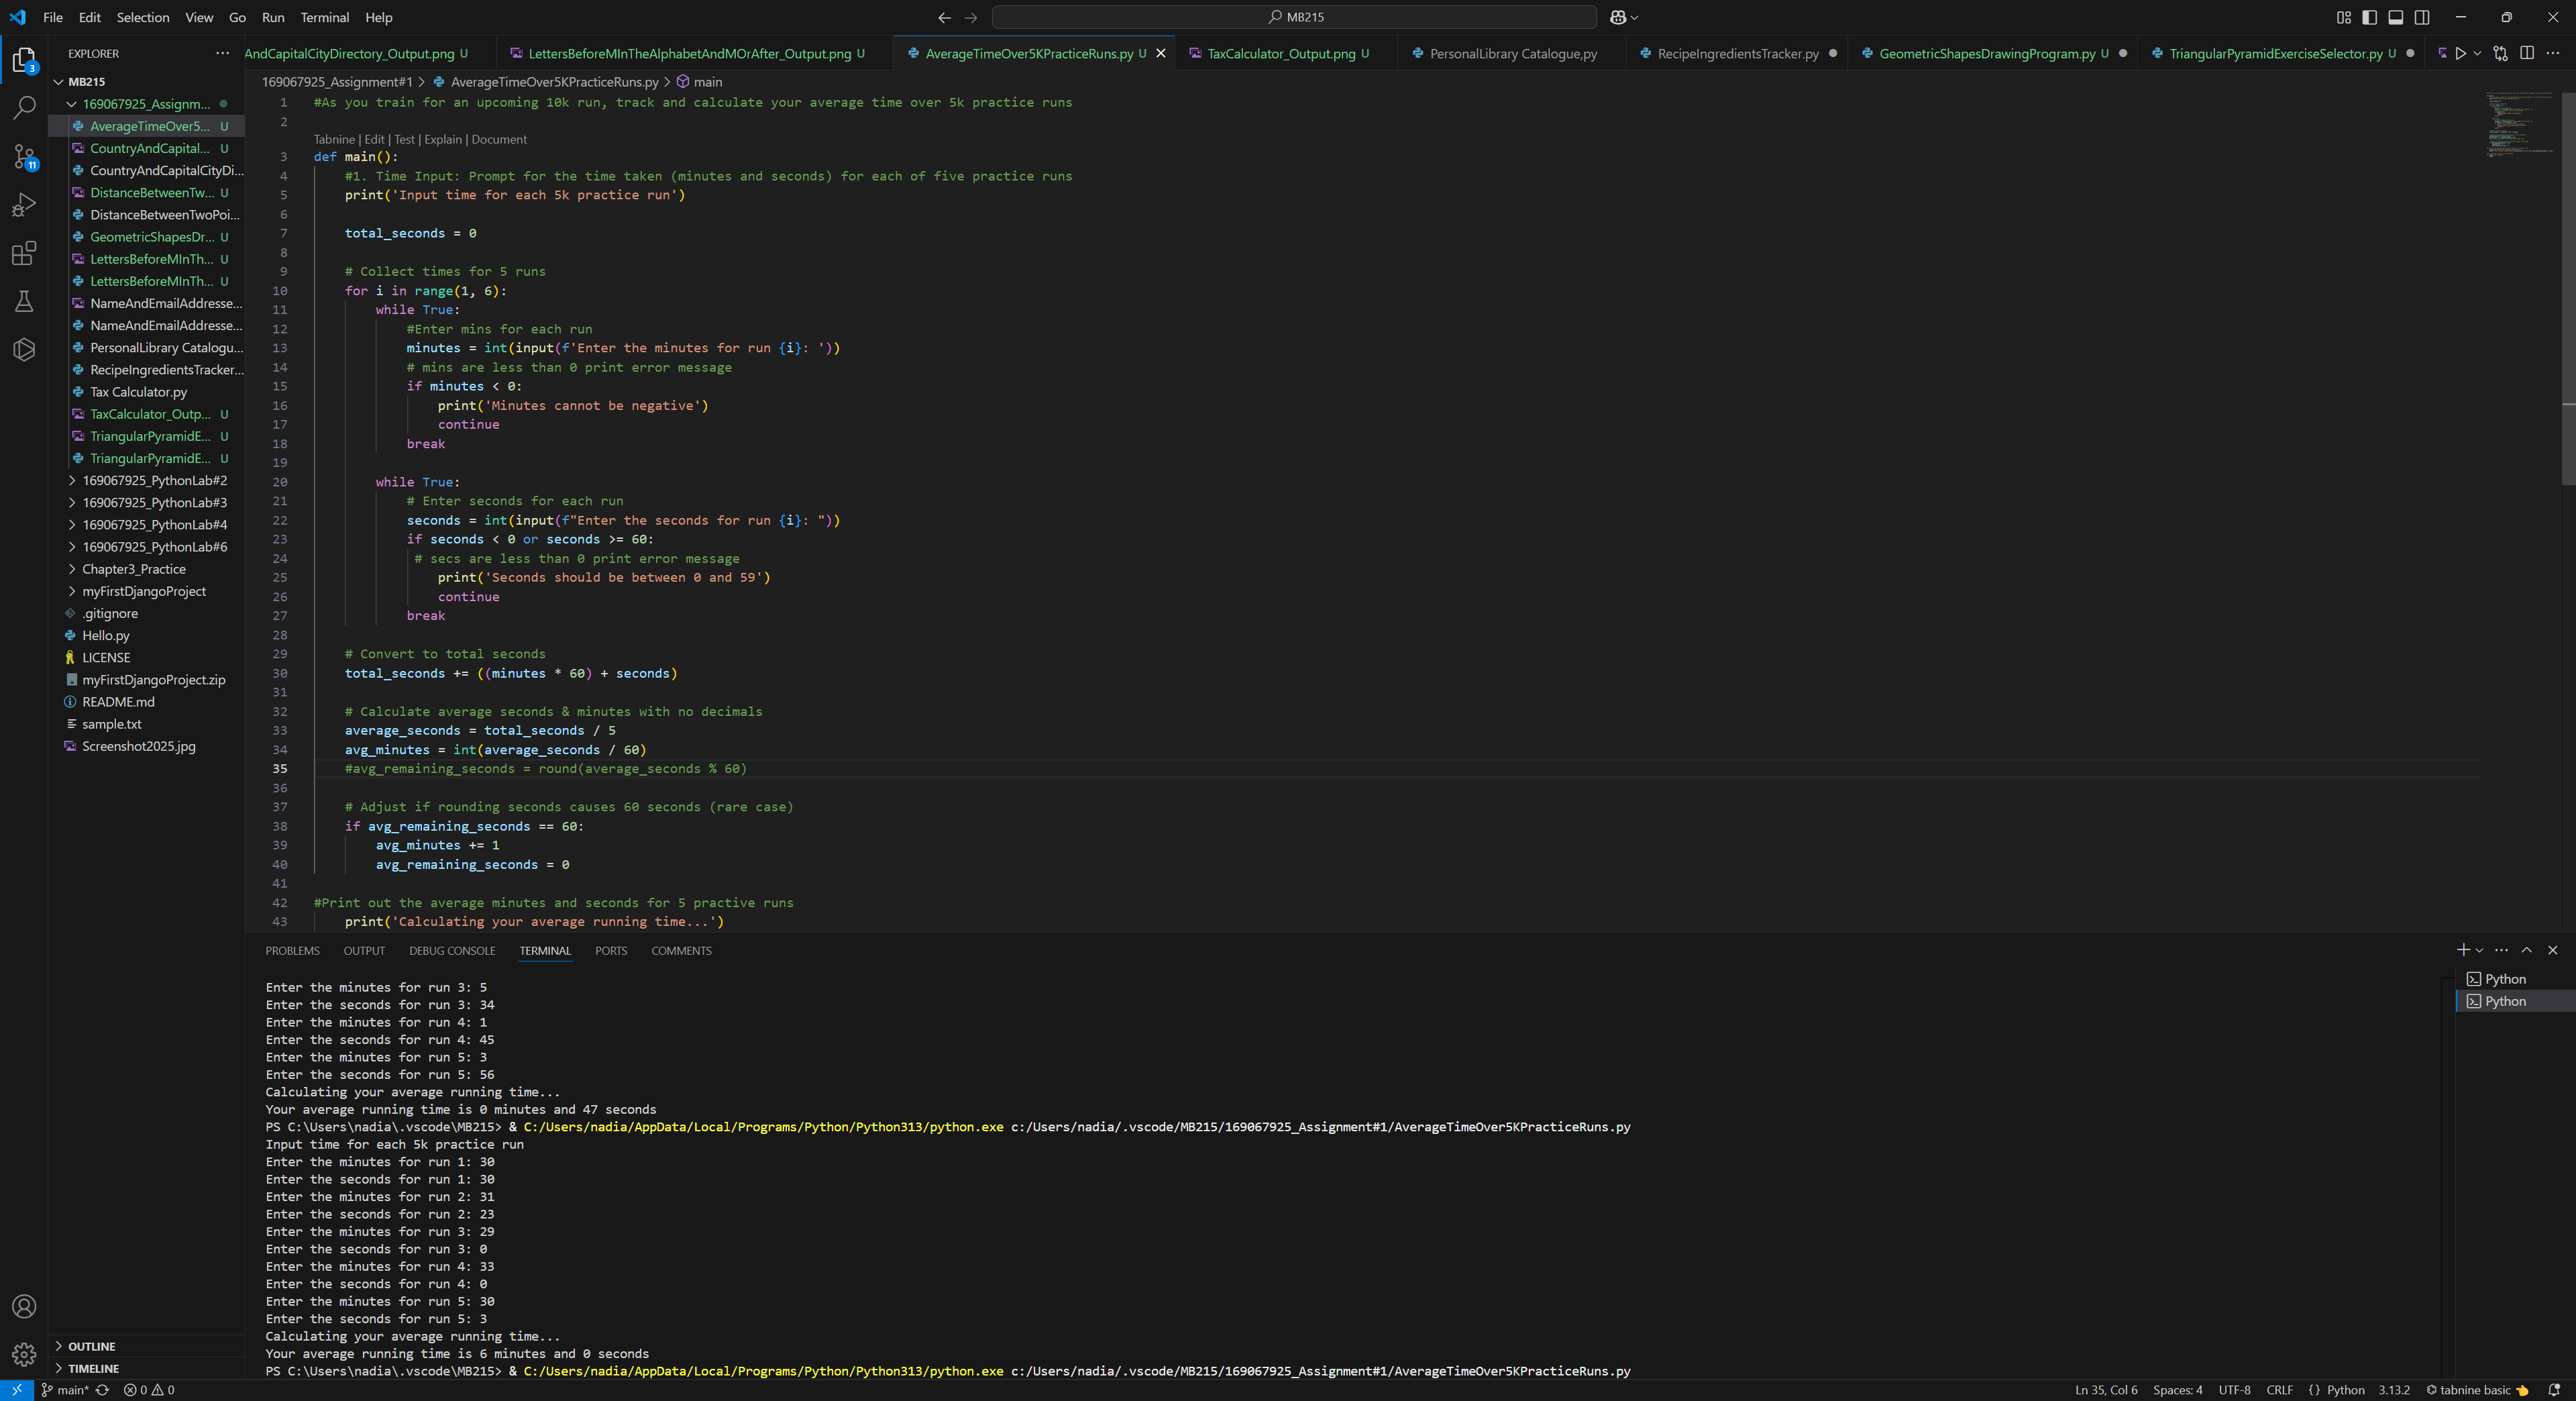 File Edit Selection View Go Run Terminal Help
MB215
EXPLORER
MB215
169067925_Assignm...
AverageTimeOver5... U
CountryAndCapital... U
CountryAndCapitalCityDi...
DistanceBetweenTw... U
DistanceBetweenTwoPoi...
GeometricShapesDr... U
LettersBeforeMInTh... U
LettersBeforeMInTh... U
NameAndEmailAddresse...
NameAndEmailAddresse...
PersonalLibrary Catalogu...
RecipeIngredientsTracker...
Tax Calculator.py
TaxCalculator_Outp... U
TriangularPyramidE... U
TriangularPyramidE... U
169067925_PythonLab#2
169067925_PythonLab#3
169067925_PythonLab#4
169067925_PythonLab#6
Chapter3_Practice
myFirstDjangoProject
.gitignore
Hello.py
LICENSE
myFirstDjangoProject.zip
README.md
sample.txt
Screenshot2025.jpg
OUTLINE
TIMELINE
3
11
AndCapitalCityDirectory_Output.png U
LettersBeforeMInTheAlphabetAndMOrAfter_Output.png U
AverageTimeOver5KPracticeRuns.py U
TaxCalculator_Output.png U
PersonalLibrary Catalogue,py
RecipeIngredientsTracker.py
GeometricShapesDrawingProgram.py U
TriangularPyramidExerciseSelector.py U
169067925_Assignment#1 > AverageTimeOver5KPracticeRuns.py > main
1 #As you train for an upcoming 10k run, track and calculate your average time over 5k practice runs
2
Tabnine | Edit | Test | Explain | Document
3 def main():
4 #1. Time Input: Prompt for the time taken (minutes and seconds) for each of five practice runs
5 print('Input time for each 5k practice run')
6
7 total_seconds = 0
8
9 # Collect times for 5 runs
10 for i in range(1, 6):
11 while True:
12 #Enter mins for each run
13 minutes = int(input(f'Enter the minutes for run {i}: '))
14 # mins are less than 0 print error message
15 if minutes < 0:
16 print('Minutes cannot be negative')
17 continue
18 break
19
20 while True:
21 # Enter seconds for each run
22 seconds = int(input(f"Enter the seconds for run {i}: "))
23 if seconds < 0 or seconds >= 60:
24 # secs are less than 0 print error message
25 print('Seconds should be between 0 and 59')
26 continue
27 break
28
29 # Convert to total seconds
30 total_seconds += ((minutes * 60) + seconds)
31
32 # Calculate average seconds & minutes with no decimals
33 average_seconds = total_seconds / 5
34 avg_minutes = int(average_seconds / 60)
35 #avg_remaining_seconds = round(average_seconds % 60)
36
37 # Adjust if rounding seconds causes 60 seconds (rare case)
38 if avg_remaining_seconds == 60:
39 avg_minutes += 1
40 avg_remaining_seconds = 0
41
42 #Print out the average minutes and seconds for 5 practive runs
43 print('Calculating your average running time...')
PROBLEMS OUTPUT DEBUG CONSOLE TERMINAL PORTS COMMENTS
Enter the minutes for run 3: 5
Enter the seconds for run 3: 34
Enter the minutes for run 4: 1
Enter the seconds for run 4: 45
Enter the minutes for run 5: 3
Enter the seconds for run 5: 56
Calculating your average running time...
Your average running time is 0 minutes and 47 seconds
PS C:\Users\nadia\.vscode\MB215> & C:/Users/nadia/AppData/Local/Programs/Python/Python313/python.exe c:/Users/nadia/.vscode/MB215/169067925_Assignment#1/AverageTimeOver5KPracticeRuns.py
Input time for each 5k practice run
Enter the minutes for run 1: 30
Enter the seconds for run 1: 30
Enter the minutes for run 2: 31
Enter the seconds for run 2: 23
Enter the minutes for run 3: 29
Enter the seconds for run 3: 0
Enter the minutes for run 4: 33
Enter the seconds for run 4: 0
Enter the minutes for run 5: 30
Enter the seconds for run 5: 3
Calculating your average running time...
Your average running time is 6 minutes and 0 seconds
PS C:\Users\nadia\.vscode\MB215> & C:/Users/nadia/AppData/Local/Programs/Python/Python313/python.exe c:/Users/nadia/.vscode/MB215/169067925_Assignment#1/AverageTimeOver5KPracticeRuns.py
Python
Python
main* 0 0
Ln 35, Col 6 Spaces: 4 UTF-8 CRLF {} Python 3.13.2 tabnine basic